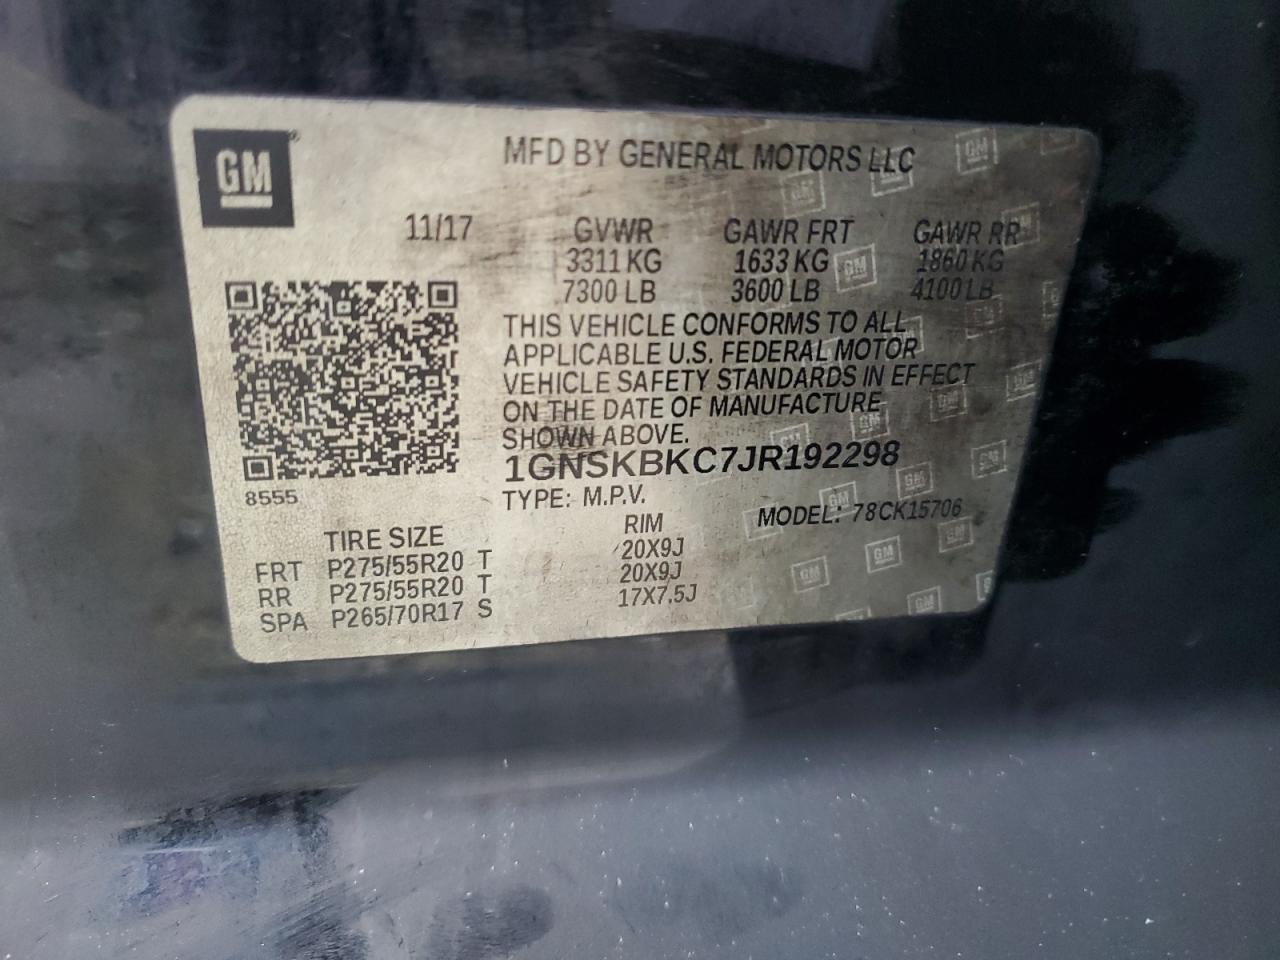 GM
MFD BY GENERAL MOTORS LLC
11/17 GVWR GAWR FRT GAWR RR
3311 KG 1633 KG 1860 KG
7300 LB 3600 LB 4100 LB
THIS VEHICLE CONFORMS TO ALL
APPLICABLE U.S. FEDERAL MOTOR
VEHICLE SAFETY STANDARDS IN EFFECT
ON THE DATE OF MANUFACTURE
SHOWN ABOVE.
1GNSKBKC7JR192298
8555
TYPE: M.P.V. MODEL: 78CK15706
TIRE SIZE RIM
FRT P275/55R20 T 20X9J
RR P275/55R20 T 20X9J
SPA P265/70R17 S 17X7.5J